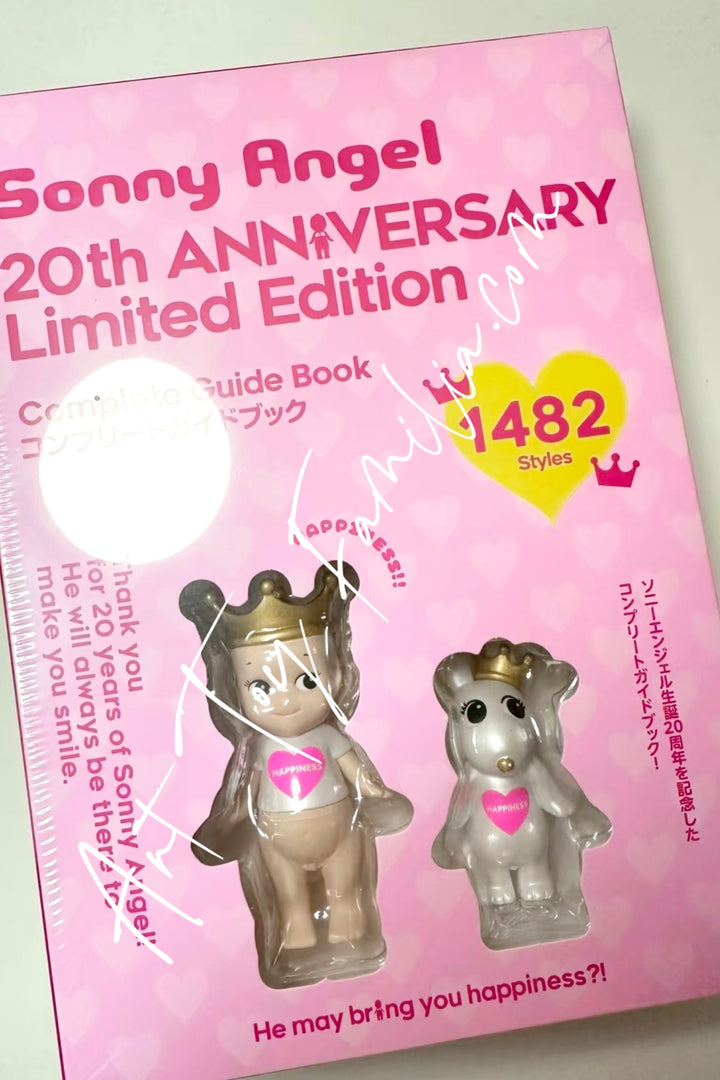 Sonny Angel
20th ANNIVERSARY
Limited Edition
Complete Guide Book
コンプリートガイドブック
1482
Styles
HAPPINESS!!
Thank you
for 20 years of Sonny Angel!
He will always be there to
make you smile.
ソニーエンジェル生誕20周年を記念した
コンプリートガイドブック!
HAPPINESS
HAPPINESS
He may bring you happiness?!
Art Toy Familia.com